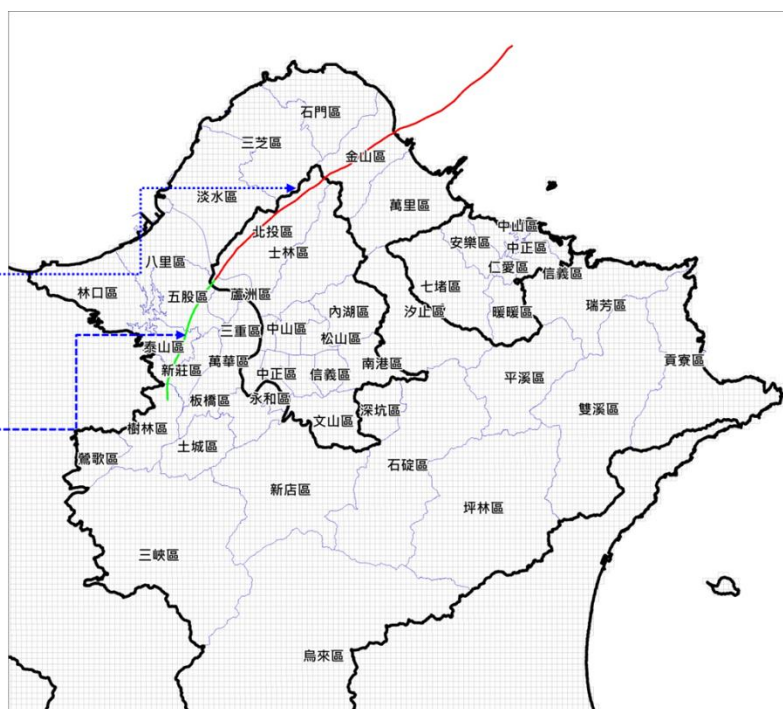 石門區
三芝區
金山區
淡水區
萬里區
北投區
中山區
安樂區
中正區
士林區
八里區
仁愛區
信義區
七堵區
林口區
五股區
蘆洲區
內湖區
汐止區
暖暖區
瑞芳區
三重區
中山區
松山區
泰山區
萬華區
南港區
貢寮區
新莊區
中正區
信義區
平溪區
板橋區
永和區
雙溪區
文山區
深坑區
樹林區
土城區
鶯歌區
石碇區
新店區
坪林區
三峽區
烏來區